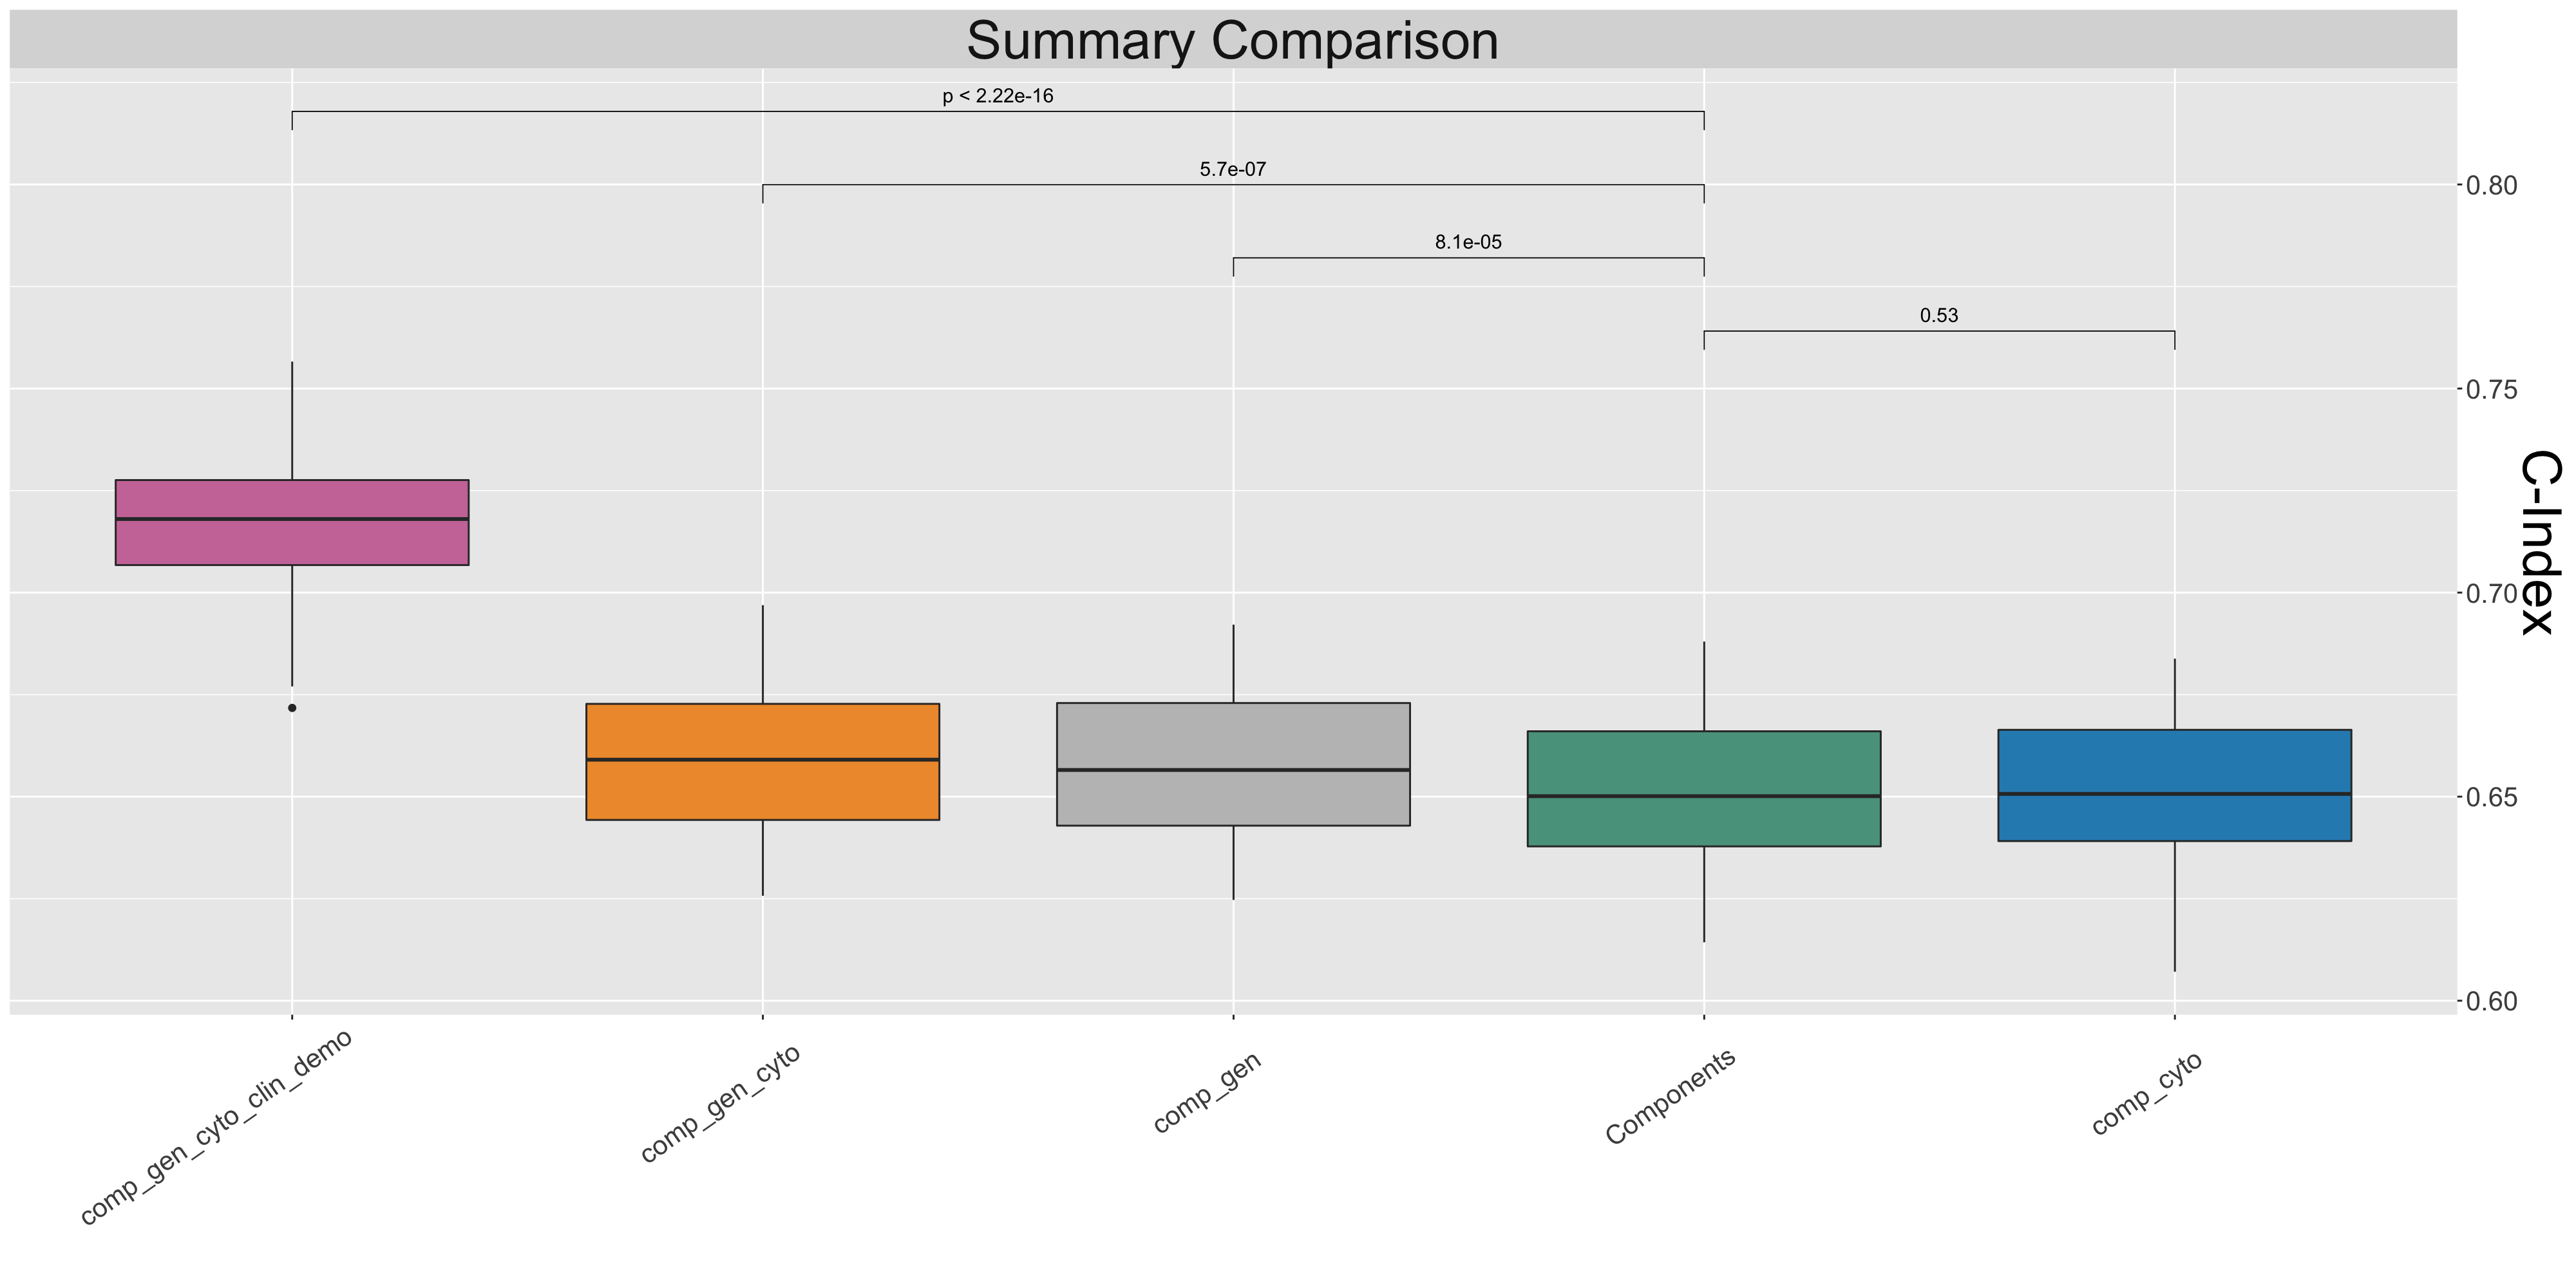 Summary Comparison
p < 2.22e-16
5.7e-07
8.1e-05
0.53
0.80
0.75
0.70
0.65
0.60
C-Index
comp_gen_cyto_clin_demo
comp_gen_cyto
comp_gen
Components
comp_cyto